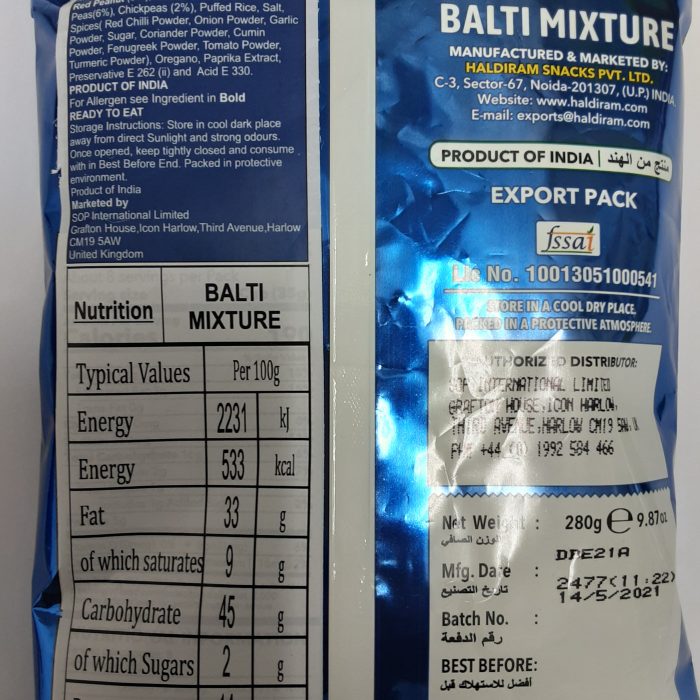 Peas(6%), Chickpeas (2%), Puffed Rice, Salt,
Spices( Red Chilli Powder, Onion Powder, Garlic
Powder, Sugar, Coriander Powder, Cumin
Powder, Fenugreek Powder, Tomato Powder,
Turmeric Powder), Oregano, Paprika Extract,
Preservative E 262 (ii) and Acid E 330.
PRODUCT OF INDIA
For Allergen see Ingredient in Bold
READY TO EAT
Storage Instructions: Store in cool dark place
away from direct Sunlight and strong odours.
Once opened, keep tightly closed and consume
with in Best Before End. Packed in protective
environment.
Product of India
Marketed by
SOP International Limited
Grafton House,Icon Harlow,Third Avenue,Harlow
CM19 5AW
United Kingdom
Nutrition BALTI MIXTURE
Typical Values Per 100g
Energy 2231 kJ
Energy 533 kcal
Fat 33 g
of which saturates 9 g
Carbohydrate 45 g
of which Sugars 2 g
BALTI MIXTURE
MANUFACTURED & MARKETED BY:
HALDIRAM SNACKS PVT. LTD.
C-3, Sector-67, Noida-201307, (U.P.) INDIA
Website: www.haldiram.com
E-mail: exports@haldiram.com
PRODUCT OF INDIA | منتج من الهند
EXPORT PACK
fssai
Lic No. 10013051000541
STORE IN A COOL DRY PLACE,
PACKED IN A PROTECTIVE ATMOSPHERE.
AUTHORIZED DISTRIBUTOR:
SOP INTERNATIONAL LIMITED
GRAFTON HOUSE,ICON HARLOW,
THIRD AVENUE,HARLOW CM19 5AW,
+44 (0) 1992 584 466
Net Weight : 280g e 9.87oz
الوزن الصافي
DPE21A
Mfg. Date : 2477(11:22)
تاريخ التصنيع 14/5/2021
Batch No. :
رقم الدفعة
BEST BEFORE:
أفضل للاستهلاك قبل